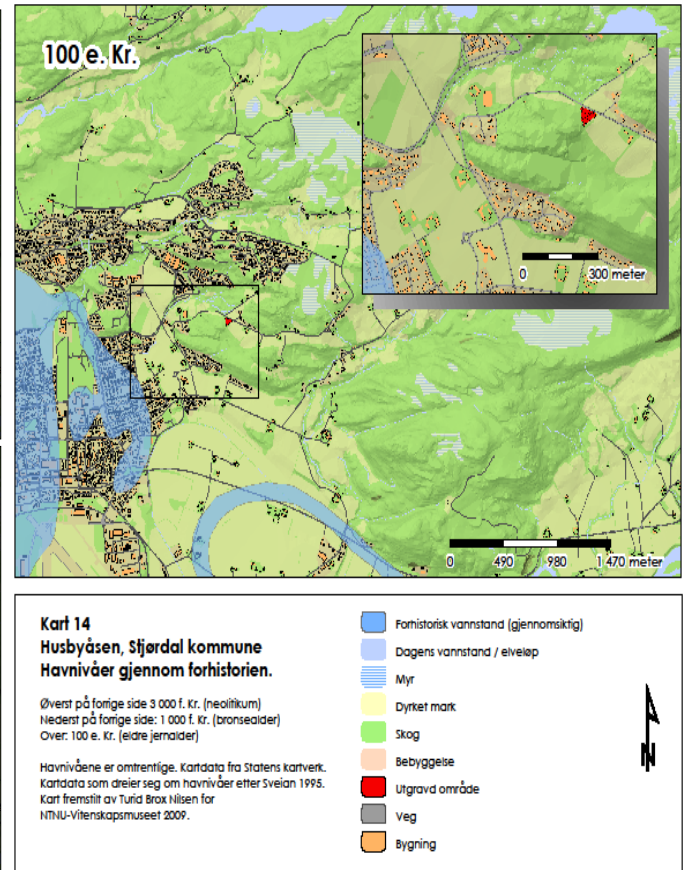 100 e. Kr.
0 300 meter
0 490 980 1 470 meter
Kart 14
Husbyåsen, Stjørdal kommune
Havnivåer gjennom forhistorien.
Øverst på forrige side 3 000 f. Kr. (neolitikum)
Nederst på forrige side: 1 000 f. Kr. (bronsealder)
Over: 100 e. Kr. (eldre jernalder)
Havnivåene er omtrentlige. Kartdata fra Statens kartverk.
Kartdata som dreier seg om havnivåer etter Sveian 1995.
Kart fremstilt av Turid Brox Nilsen for
NTNU-Vitenskapsmuseet 2009.
Forhistorisk vannstand (gjennomsiktig)
Dagens vannstand / elveløp
Myr
Dyrket mark
Skog
Bebyggelse
Utgravd område
Veg
Bygning
N